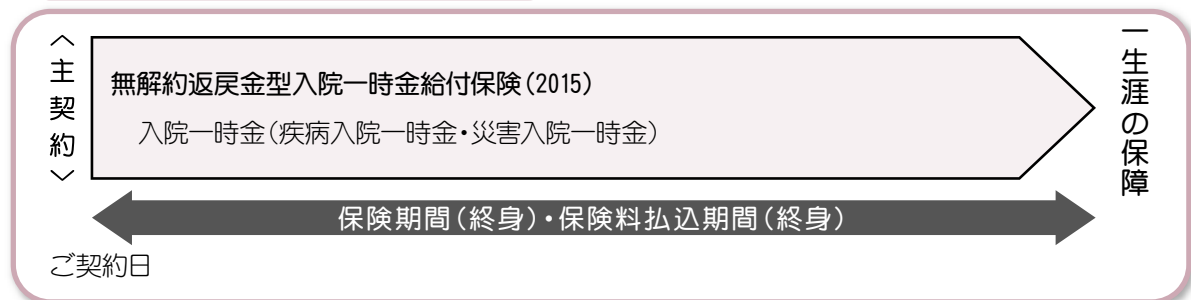 〈主契約〉
無解約返戻金型入院一時金給付保険(2015)
入院一時金(疾病入院一時金・災害入院一時金)
一生涯の保障
保険期間(終身)・保険料払込期間(終身)
ご契約日